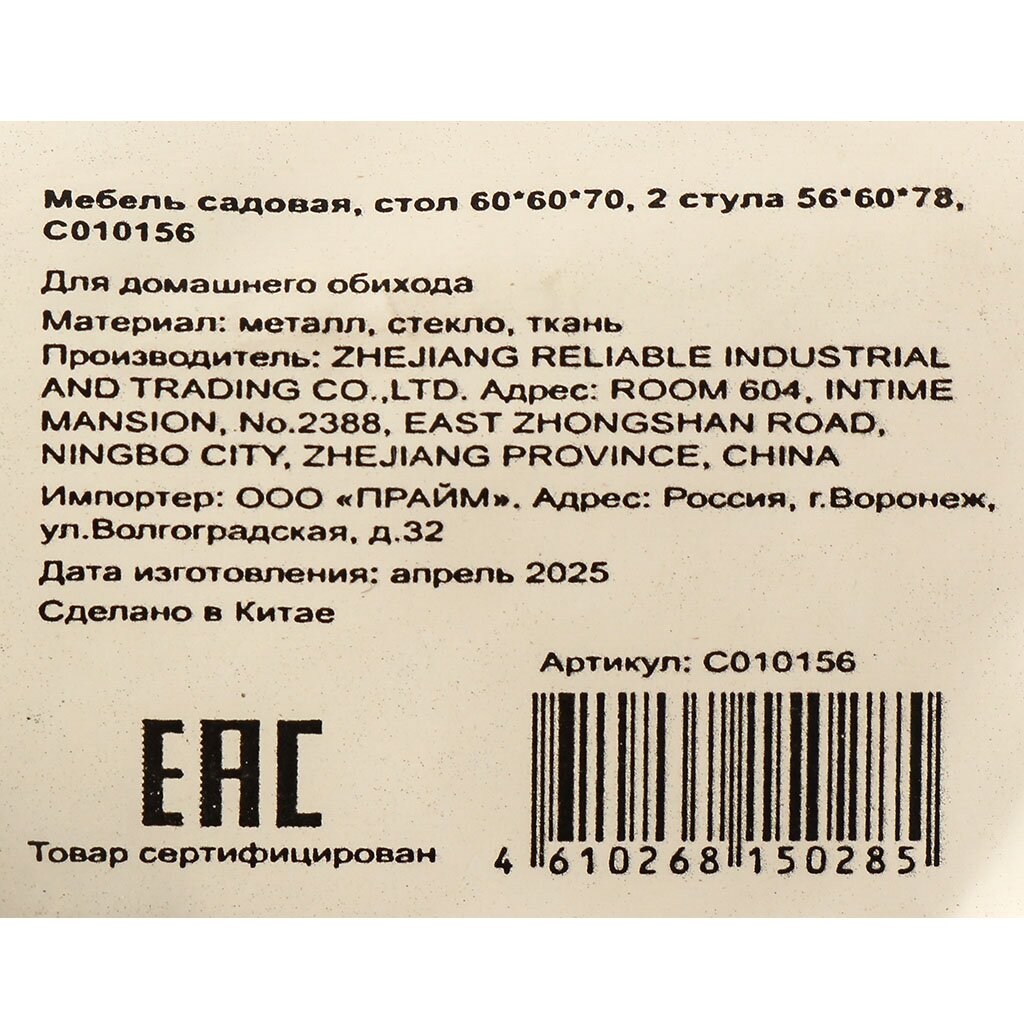 Мебель садовая, стол 60*60*70, 2 стула 56*60*78,
С010156
Для домашнего обихода
Материал: металл, стекло, ткань
Производитель: ZHEJIANG RELIABLE INDUSTRIAL
AND TRADING CO.,LTD. Адрес: ROOM 604, INTIME
MANSION, No.2388, EAST ZHONGSHAN ROAD,
NINGBO CITY, ZHEJIANG PROVINCE, CHINA
Импортер: ООО «ПРАЙМ». Адрес: Россия, г.Воронеж,
ул.Волгоградская, д.32
Дата изготовления: апрель 2025
Сделано в Китае
Артикул: С010156
EAC
Товар сертифицирован
4 610268 150285